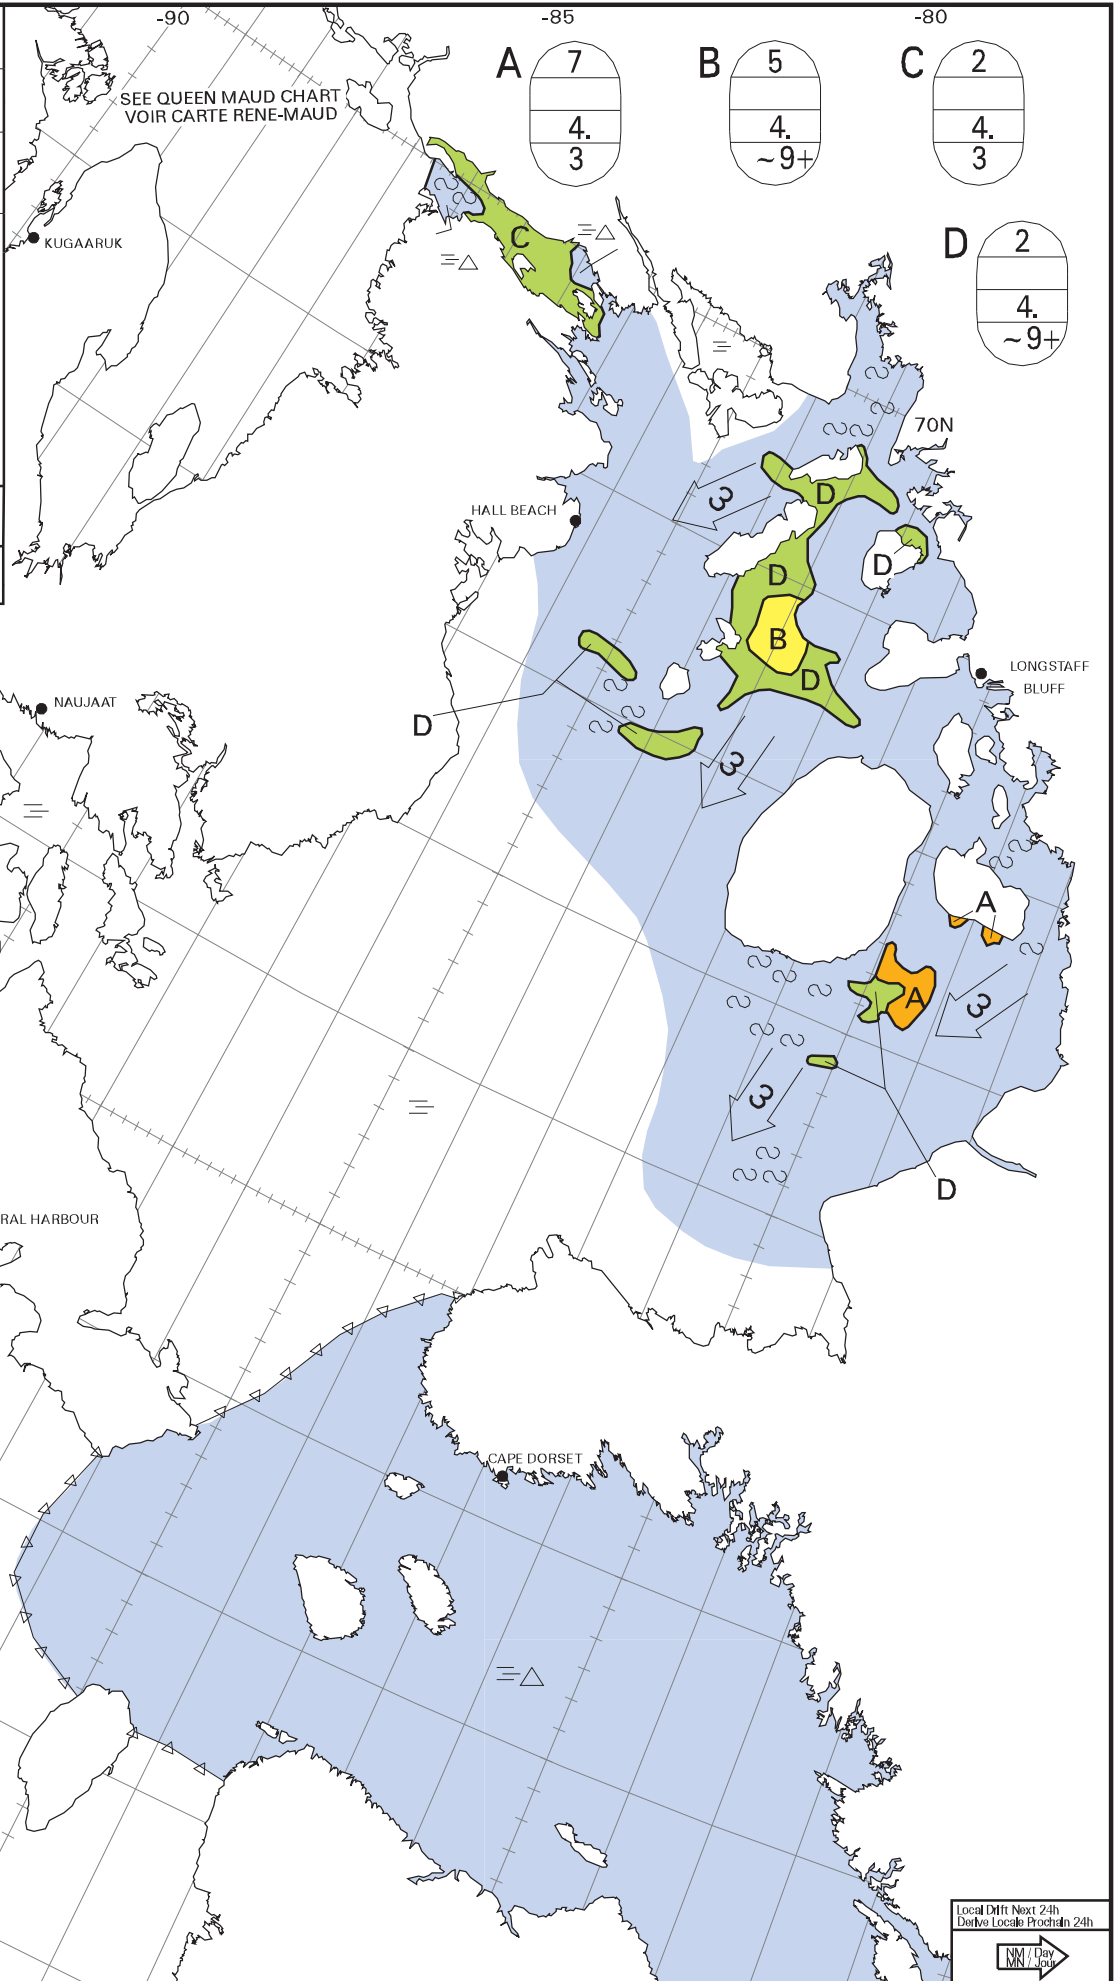 -90
-85
-80
SEE QUEEN MAUD CHART
VOIR CARTE RENE-MAUD
A
7
4.
3
B
5
4.
~9+
C
2
4.
3
D
2
4.
~9+
KUGAARUK
C
70N
3
D
HALL BEACH
D
D
B
D
LONGSTAFF
BLUFF
NAUJAAT
D
3
A
A
3
3
D
RAL HARBOUR
CAPE DORSET
Local Drift Next 24h
Derive Locale Prochain 24h
NM / Day
MN / Jour